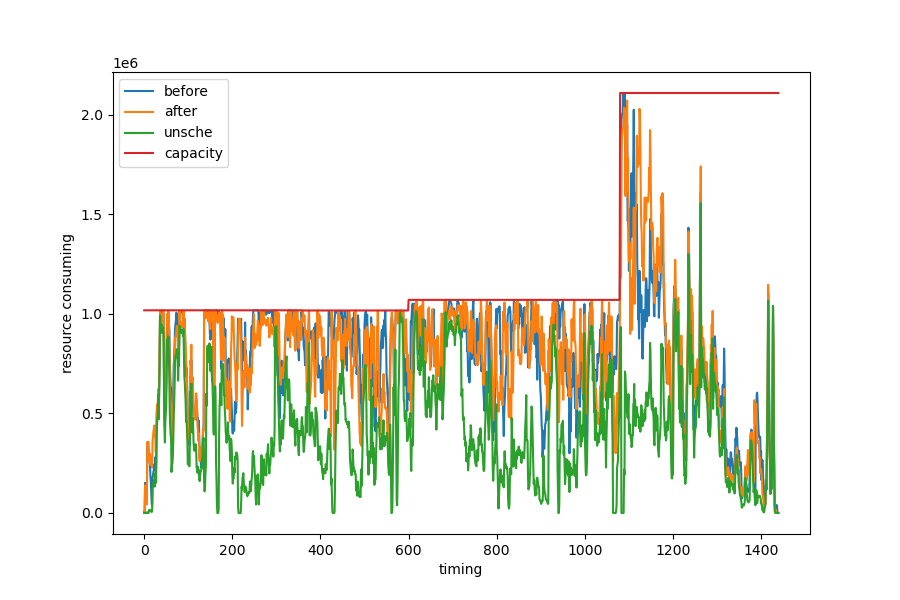 1e6
before
after
unsche
capacity
2.0
1.5
1.0
0.5
0.0
resource consuming
0 200 400 600 800 1000 1200 1400
timing